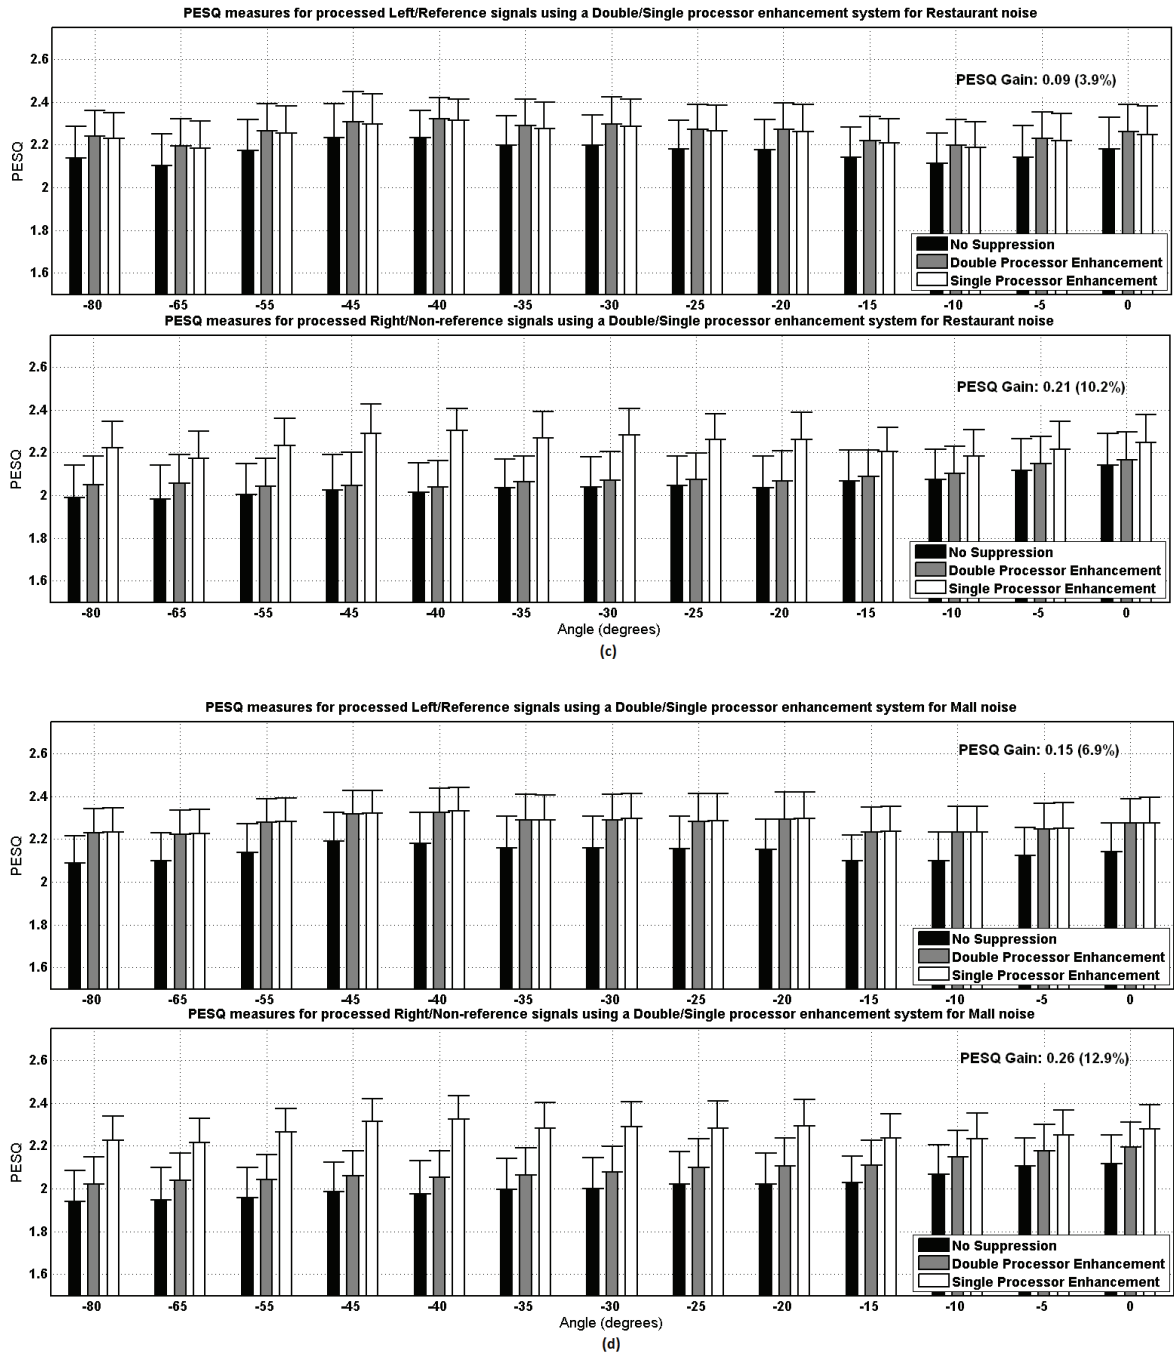 PESQ measures for processed Left/Reference signals using a Double/Single processor enhancement system for Restaurant noise
PESQ Gain: 0.09 (3.9%)
2.6
2.4
2.2
2
1.8
1.6
PESQ
No Suppression
Double Processor Enhancement
Single Processor Enhancement
-80 -65 -55 -45 -40 -35 -30 -25 -20 -15 -10 -5 0
PESQ measures for processed Right/Non-reference signals using a Double/Single processor enhancement system for Restaurant noise
PESQ Gain: 0.21 (10.2%)
2.6
2.4
2.2
2
1.8
1.6
PESQ
No Suppression
Double Processor Enhancement
Single Processor Enhancement
-80 -65 -55 -45 -40 -35 -30 -25 -20 -15 -10 -5 0
Angle (degrees)
(c)
PESQ measures for processed Left/Reference signals using a Double/Single processor enhancement system for Mall noise
PESQ Gain: 0.15 (6.9%)
2.6
2.4
2.2
2
1.8
1.6
PESQ
No Suppression
Double Processor Enhancement
Single Processor Enhancement
-80 -65 -55 -45 -40 -35 -30 -25 -20 -15 -10 -5 0
PESQ measures for processed Right/Non-reference signals using a Double/Single processor enhancement system for Mall noise
PESQ Gain: 0.26 (12.9%)
2.6
2.4
2.2
2
1.8
1.6
PESQ
No Suppression
Double Processor Enhancement
Single Processor Enhancement
-80 -65 -55 -45 -40 -35 -30 -25 -20 -15 -10 -5 0
Angle (degrees)
(d)